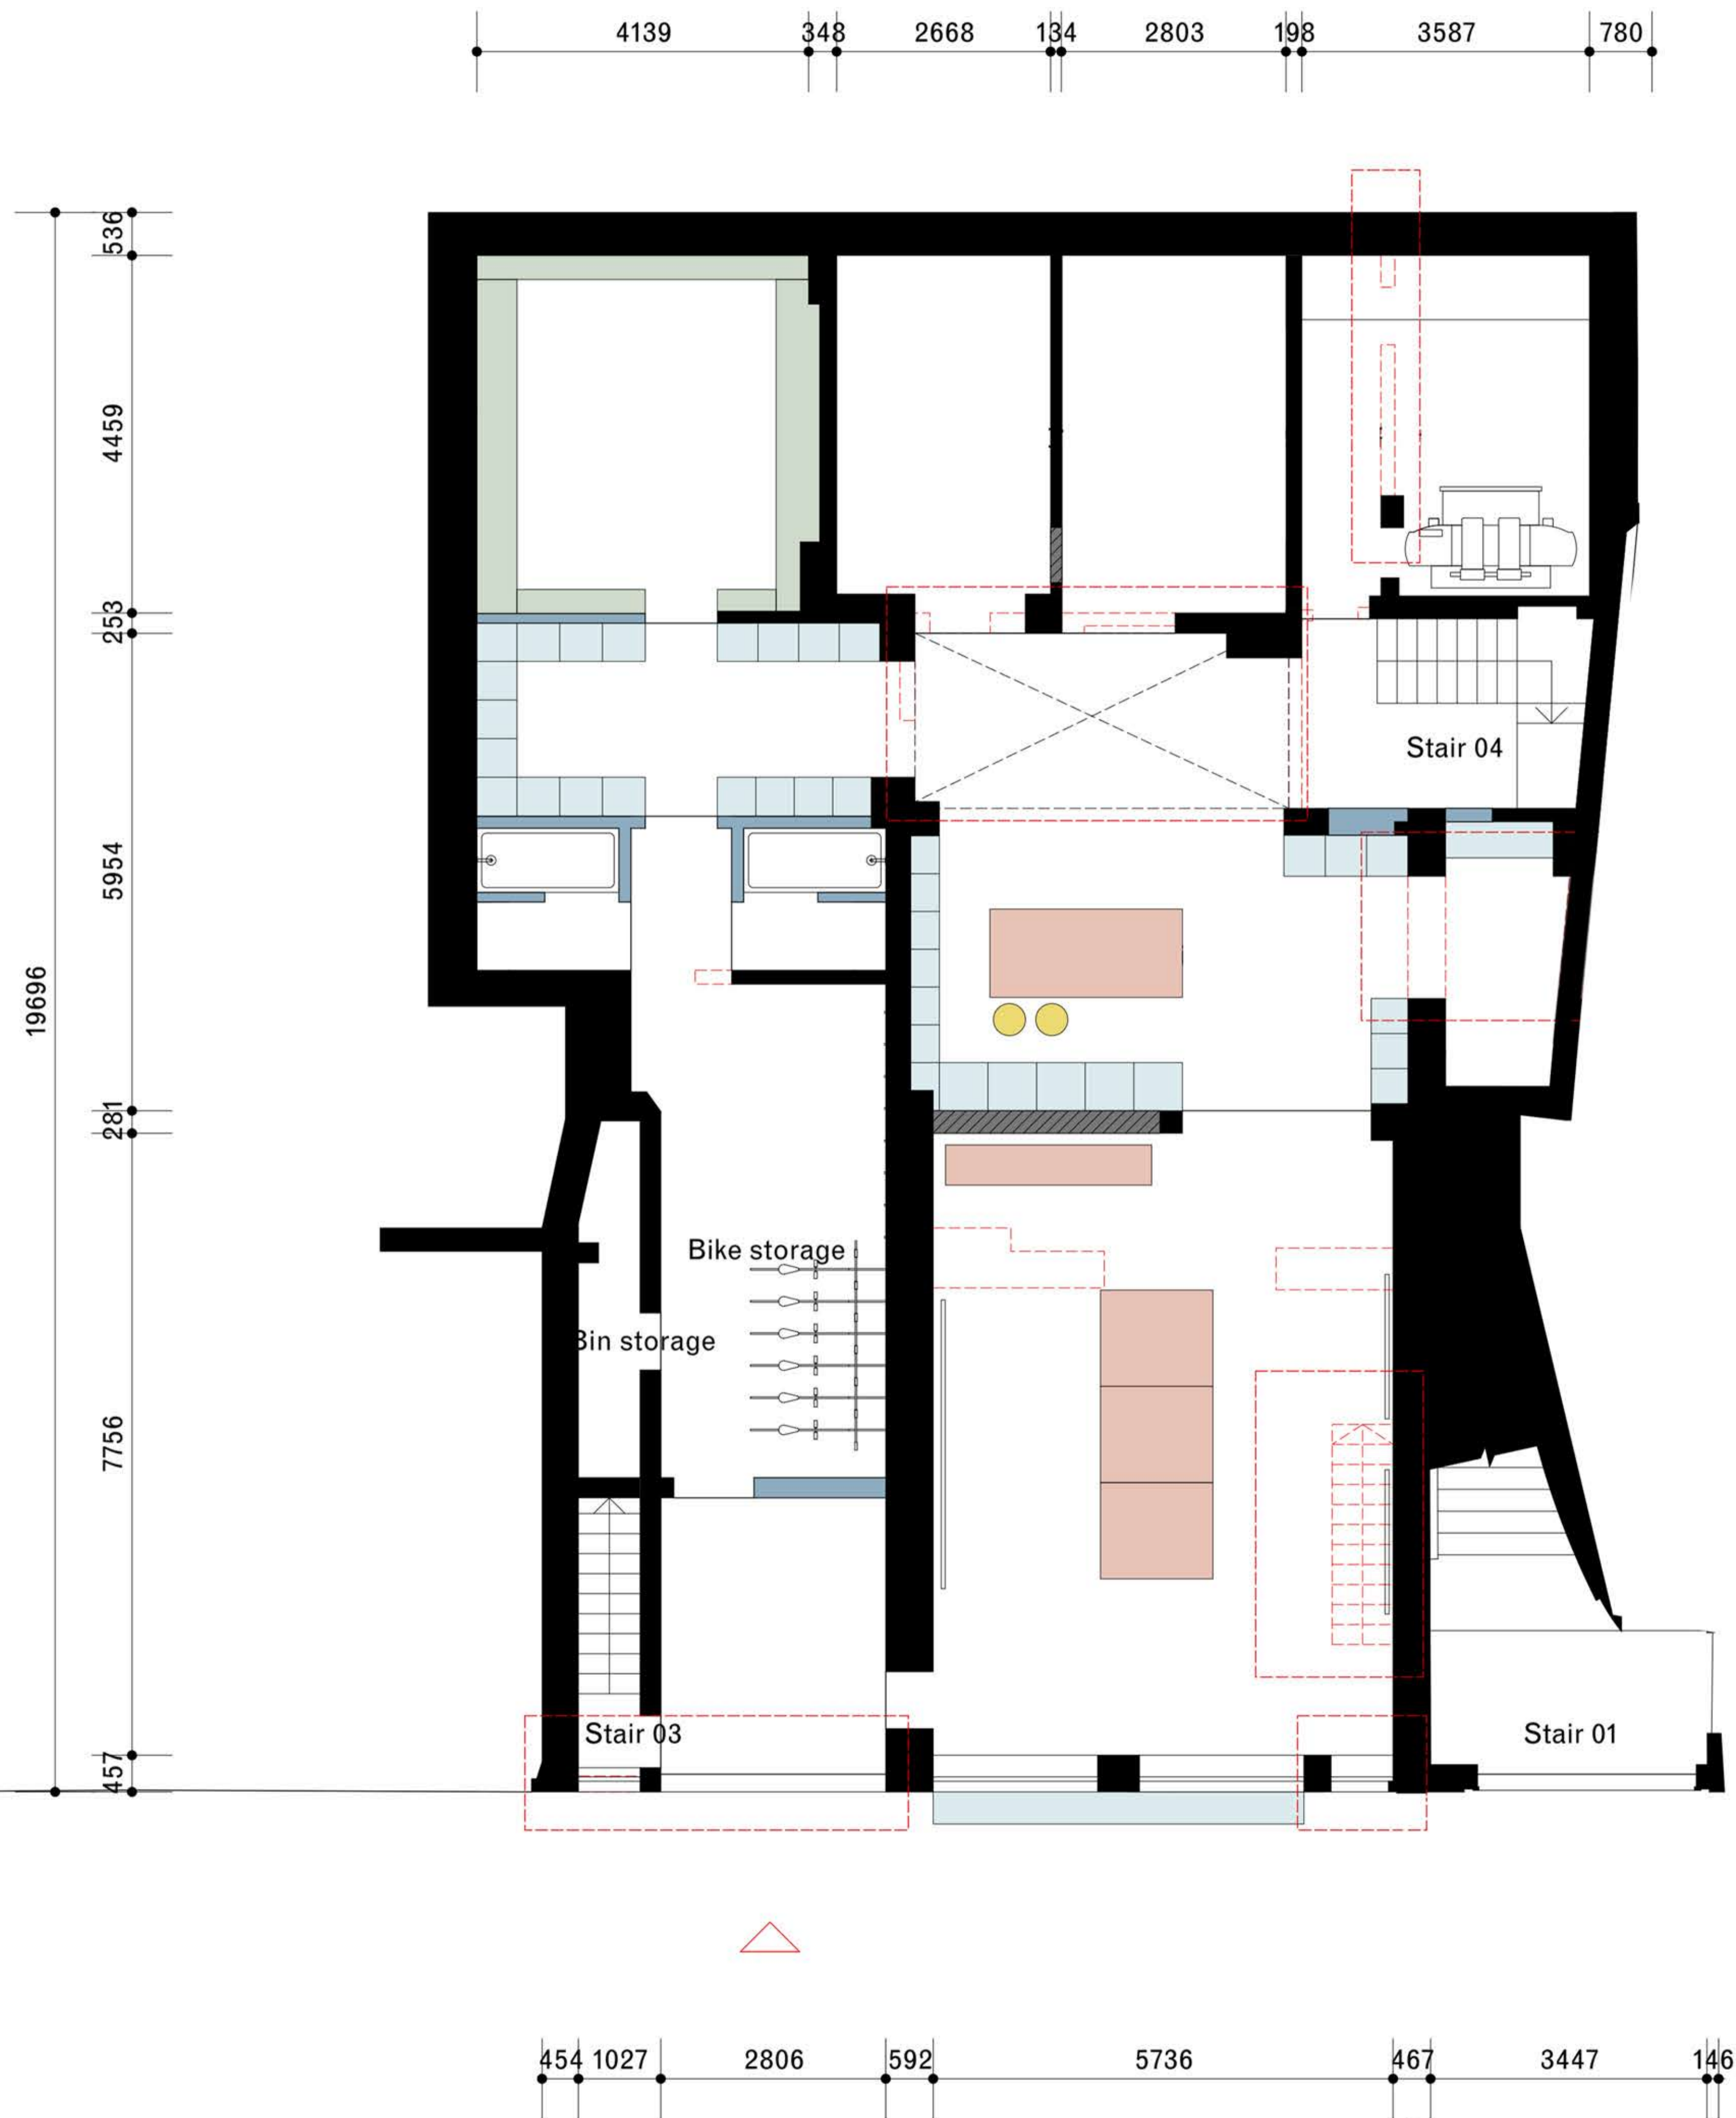 4139 348 2668 134 2803 198 3587 780
536
4459
253
5954
19696
281
7756
457
Stair 04
Bike storage
Bin storage
Stair 03
Stair 01
454 1027 2806 592 5736 467 3447 146